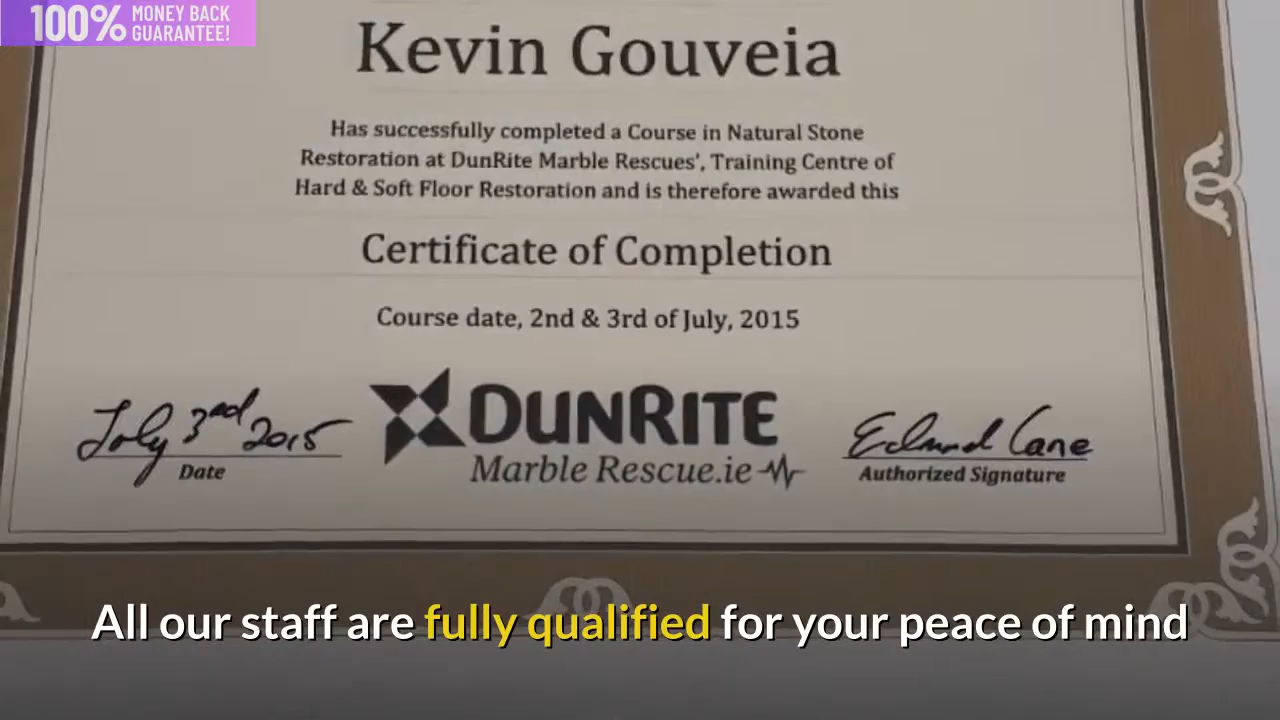 100% MONEY BACK
GUARANTEE!
Kevin Gouveia
Has successfully completed a Course in Natural Stone
Restoration at DunRite Marble Rescues', Training Centre of
Hard & Soft Floor Restoration and is therefore awarded this
Certificate of Completion
Course date, 2nd & 3rd of July, 2015
July 3rd 2015
Date
DUNRITE
Marble Rescue.ie
Edmund Cane
Authorized Signature
All our staff are fully qualified for your peace of mind